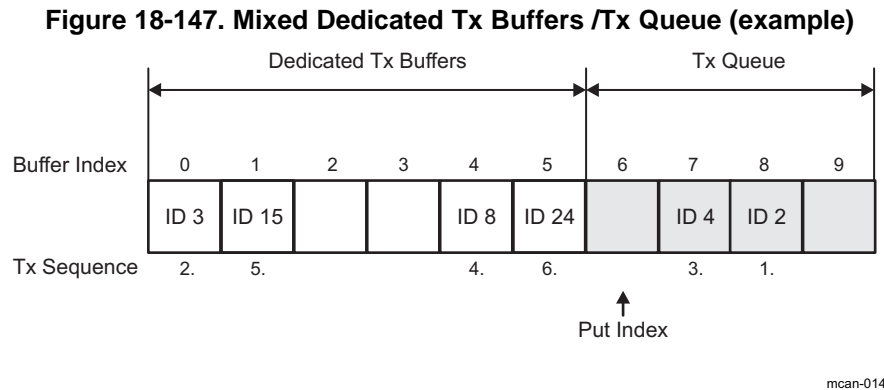 Figure 18-147. Mixed Dedicated Tx Buffers /Tx Queue (example)
Dedicated Tx Buffers Tx Queue
Buffer Index 0 1 2 3 4 5 6 7 8 9
ID 3 ID 15 ID 8 ID 24 ID 4 ID 2
Tx Sequence 2. 5. 4. 6. 3. 1.
Put Index
mcan-014